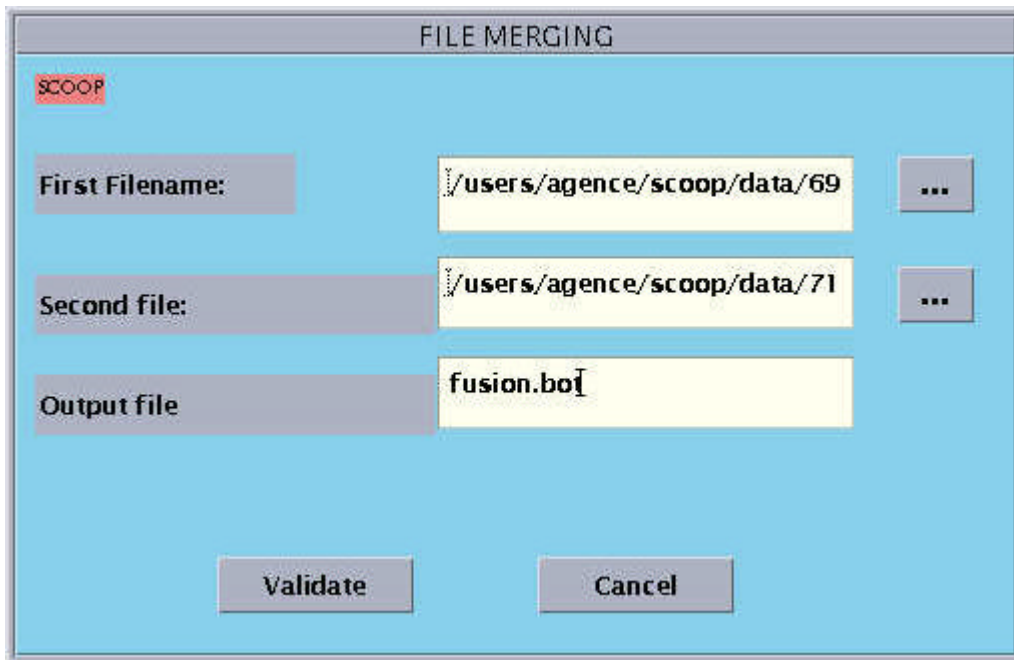 FILE MERGING
SCOOP
First Filename:
/users/agence/scoop/data/69
...
Second file:
/users/agence/scoop/data/71
...
Output file
fusion.bot
Validate
Cancel